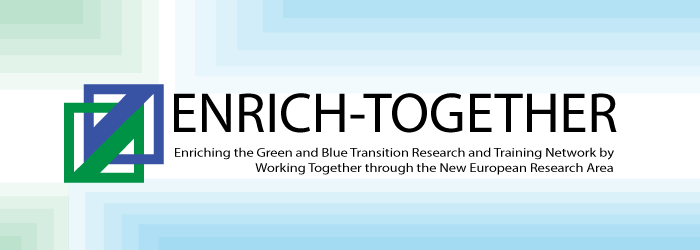 ENRICH-TOGETHER
Enriching the Green and Blue Transition Research and Training Network by
Working Together through the New European Research Area